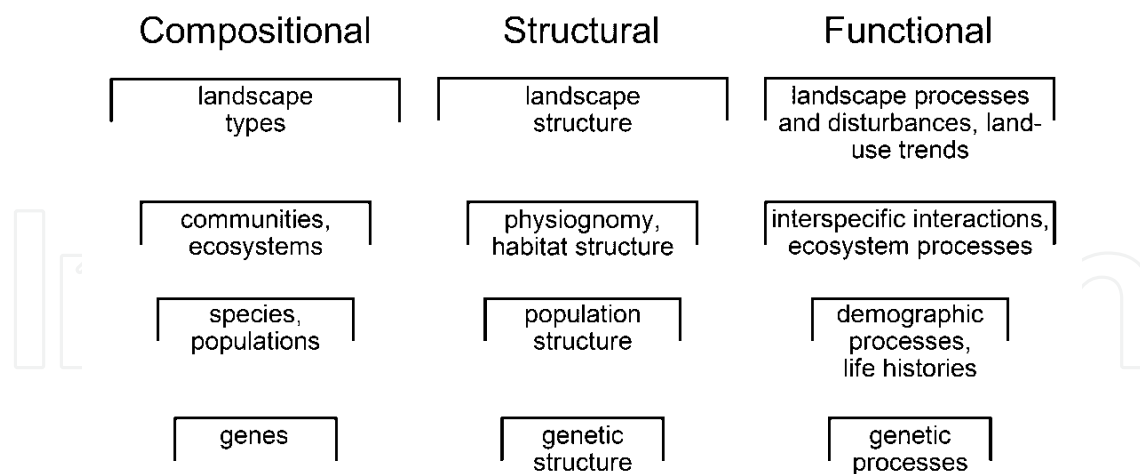 Compositional Structural Functional
landscape
types
landscape
structure
landscape processes
and disturbances, land-
use trends
communities,
ecosystems
physiognomy,
habitat structure
interspecific interactions,
ecosystem processes
species,
populations
population
structure
demographic
processes,
life histories
genes
genetic
structure
genetic
processes